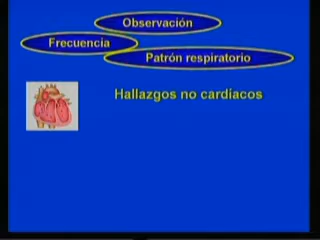 Observación
Frecuencia
Patrón respiratorio
Hallazgos no cardíacos